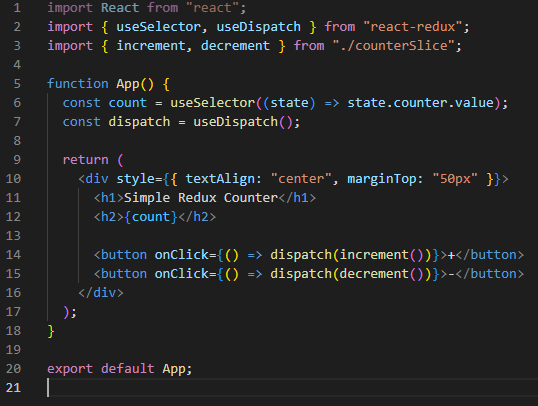 1 import React from "react";
2 import { useSelector, useDispatch } from "react-redux";
3 import { increment, decrement } from "./counterSlice";
4
5 function App() {
6   const count = useSelector((state) => state.counter.value);
7   const dispatch = useDispatch();
8
9   return (
10     <div style={{ textAlign: "center", marginTop: "50px" }}>
11       <h1>Simple Redux Counter</h1>
12       <h2>{count}</h2>
13
14       <button onClick={() => dispatch(increment())}>+</button>
15       <button onClick={() => dispatch(decrement())}>-</button>
16     </div>
17   );
18 }
19
20 export default App;
21